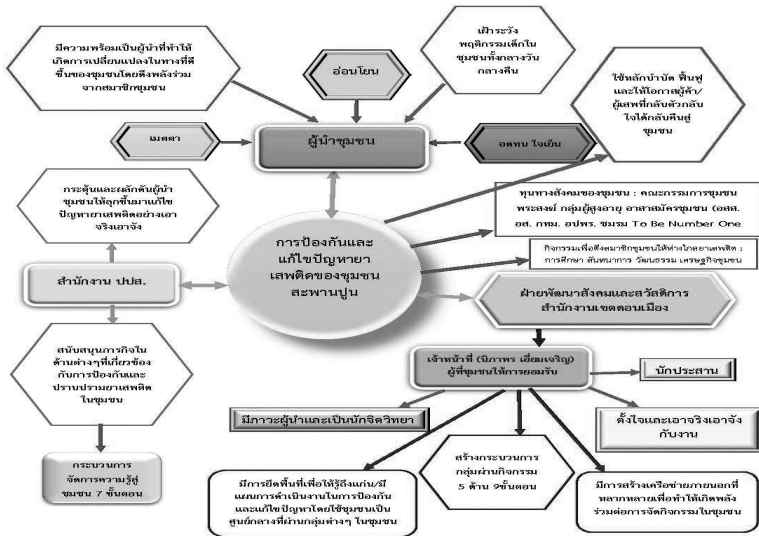 มีความพร้อมเป็นผู้นำที่ทำให้
เกิดการเปลี่ยนแปลงในทางที่ดี
ขึ้นของชุมชนโดยดึงพลังร่วม
จากสมาชิกชุมชน
อ่อนโยน
เฝ้าระวัง
พฤติกรรมเด็กใน
ชุมชนทั้งกลางวัน
กลางคืน
ใช้หลักบำบัด ฟื้นฟู
และให้โอกาสผู้ค้า/
ผู้เสพที่กลับตัวกลับ
ใจได้กลับคืนสู่
ชุมชน
เมตตา
ผู้นำชุมชน
อดทน ใจเย็น
กระตุ้นและผลักดันผู้นำ
ชุมชนให้ลุกขึ้นมาแก้ไข
ปัญหายาเสพติดอย่างเอา
จริงเอาจัง
ทุนทางสังคมของชุมชน : คณะกรรมการชุมชน
พระสงฆ์ กลุ่มผู้สูงอายุ อาสาสมัครชุมชน (อสส.
อส. กทม. อปพร. ชมรม To Be Number One
การป้องกันและ
แก้ไขปัญหายา
เสพติดของชุมชน
สะพานปูน
กิจกรรมเพื่อดึงสมาชิกชุมชนให้ห่างไกลยาเสพติด :
การศึกษา สันทนาการ วัฒนธรรม เศรษฐกิจชุมชน
สำนักงาน ปปส.
ฝ่ายพัฒนาสังคมและสวัสดิการ
สำนักงานเขตดอนเมือง
สนับสนุนภารกิจใน
ด้านต่างๆที่เกี่ยวข้อง
กับการป้องกันและ
ปราบปรามยาเสพติด
ในชุมชน
เจ้าหน้าที่ (นิภาพร เอี่ยมเจริญ)
ผู้ที่ชุมชนให้การยอมรับ
นักประสาน
มีภาวะผู้นำและเป็นนักจิตวิทยา
ตั้งใจและเอาจริงเอาจัง
กับงาน
กระบวนการ
จัดการความรู้สู่
ชุมชน 7 ขั้นตอน
มีการยึดพื้นที่เพื่อให้รู้ถึงแก่น/มี
แผนการดำเนินงานในการป้องกัน
และแก้ไขปัญหาโดยใช้ชุมชนเป็น
ศูนย์กลางที่ผ่านกลุ่มต่างๆ ในชุมชน
สร้างกระบวนการ
กลุ่มผ่านกิจกรรม
5 ด้าน 9ขั้นตอน
มีการสร้างเครือข่ายภายนอกที่
หลากหลายเพื่อทำให้เกิดพลัง
ร่วมต่อการจัดกิจกรรมในชุมชน